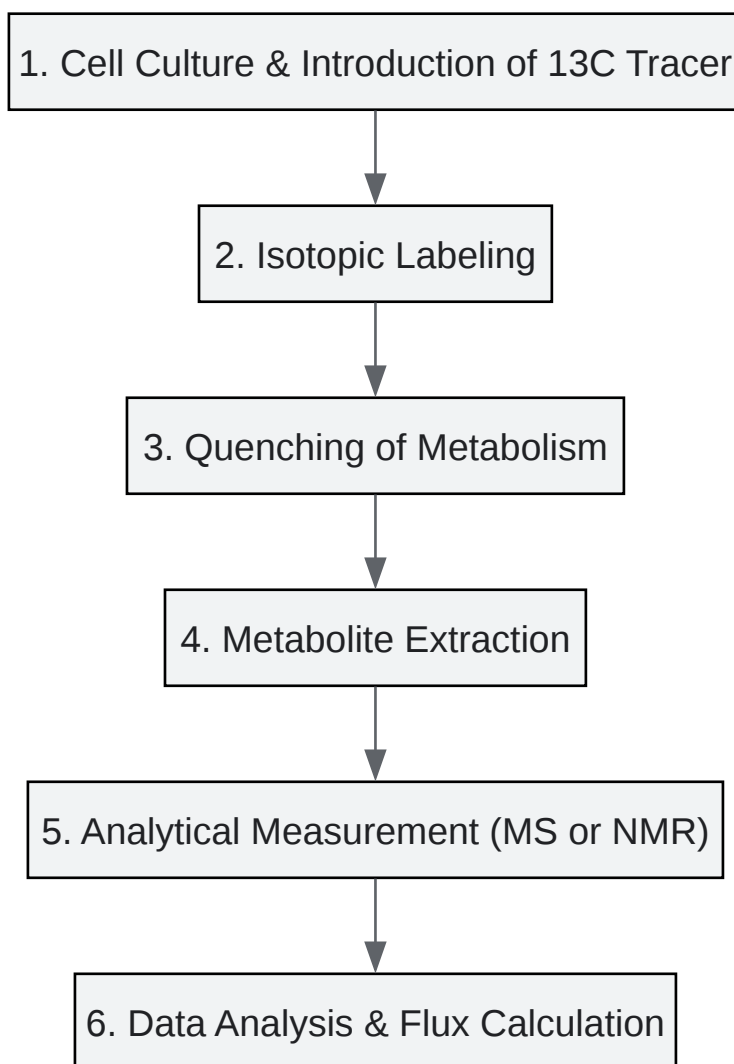 1. Cell Culture & Introduction of 13C Tracer
2. Isotopic Labeling
3. Quenching of Metabolism
4. Metabolite Extraction
5. Analytical Measurement (MS or NMR)
6. Data Analysis & Flux Calculation